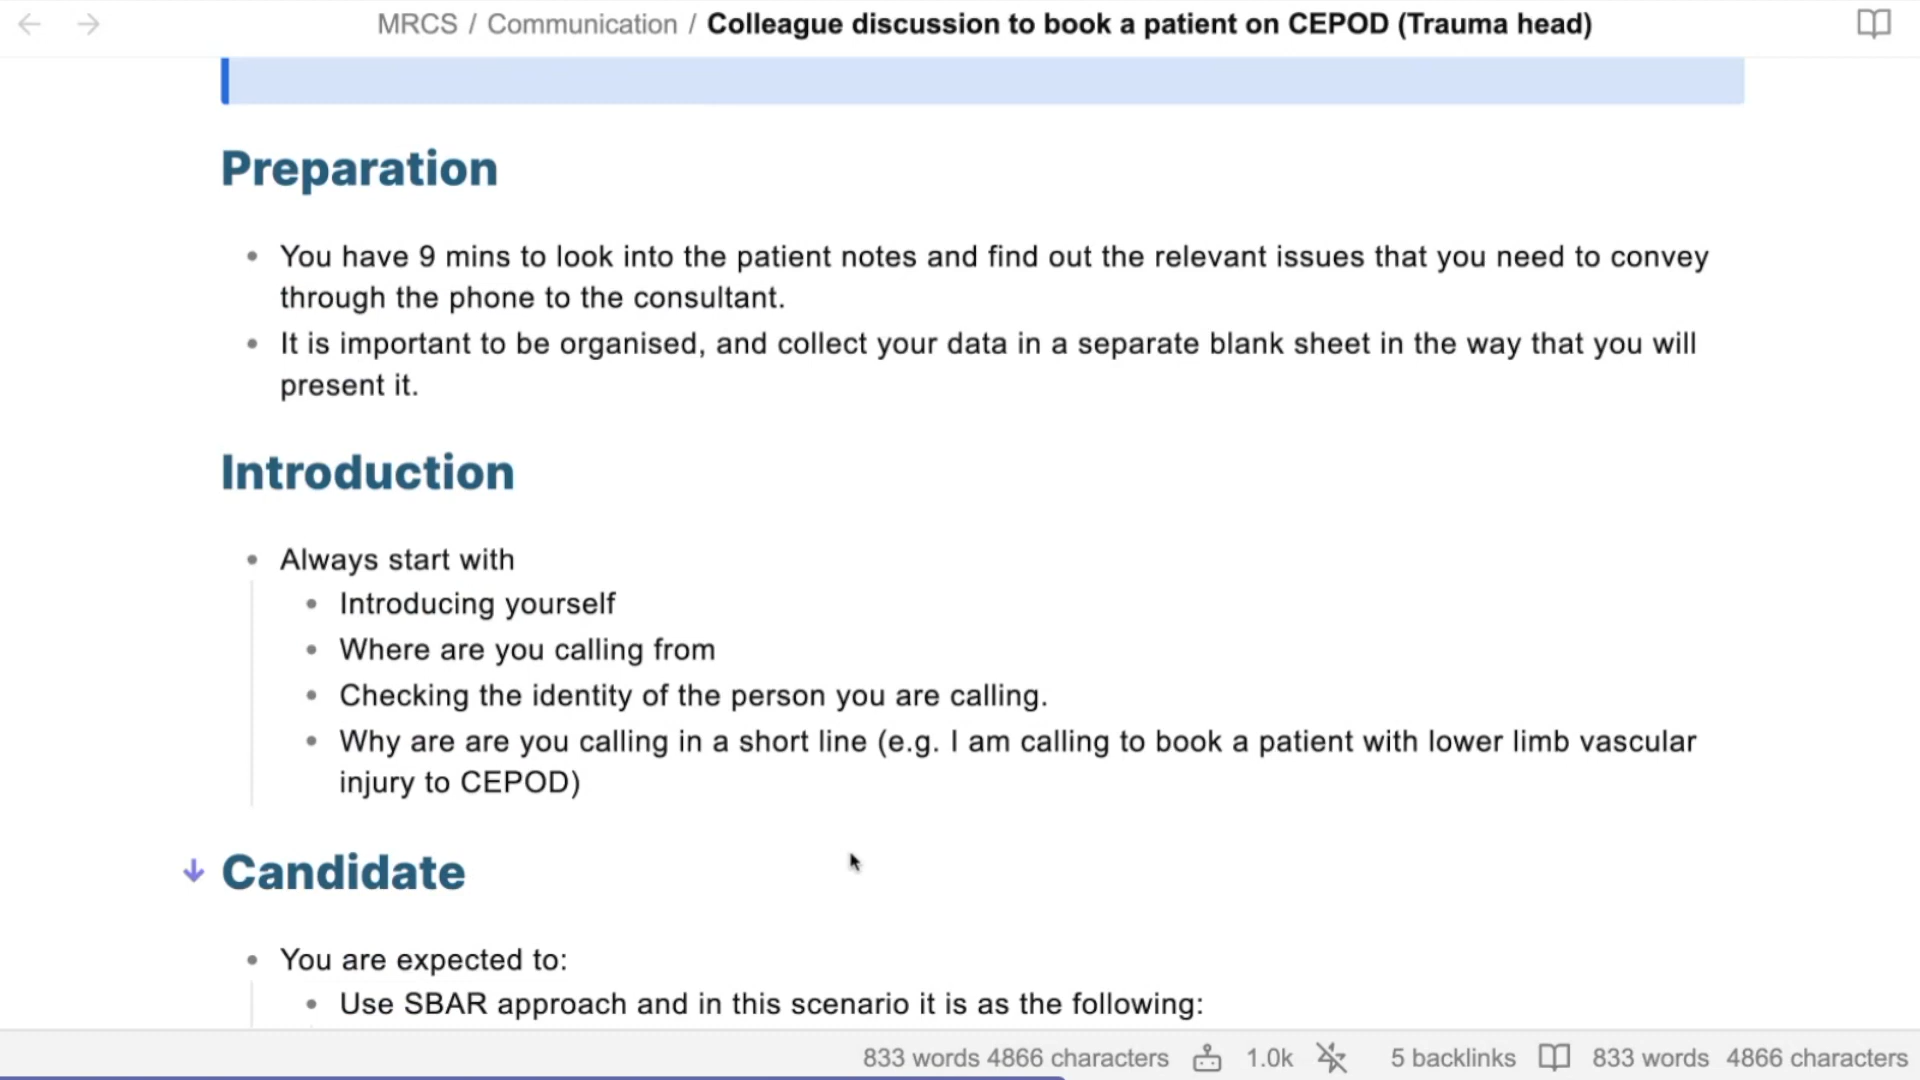 MRCS / Communication / Colleague discussion to book a patient on CEPOD (Trauma head)
Preparation
• You have 9 mins to look into the patient notes and find out the relevant issues that you need to convey
through the phone to the consultant.
• It is important to be organised, and collect your data in a separate blank sheet in the way that you will
present it.
Introduction
• Always start with
• Introducing yourself
• Where are you calling from
• Checking the identity of the person you are calling.
• Why are are you calling in a short line (e.g. I am calling to book a patient with lower limb vascular
injury to CEPOD)
Candidate
• You are expected to:
• Use SBAR approach and in this scenario it is as the following:
833 words 4866 characters 1.0k 5 backlinks 833 words 4866 characters